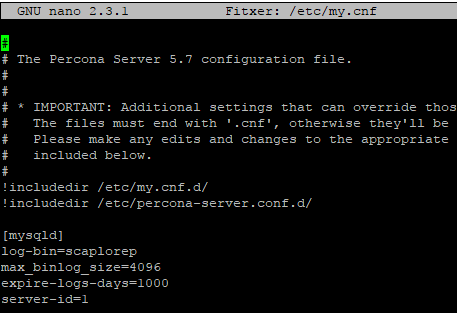 GNU nano 2.3.1 Fitxer: /etc/my.cnf
#
# The Percona Server 5.7 configuration file.
#
#
# * IMPORTANT: Additional settings that can override thos
#   The files must end with '.cnf', otherwise they'll be
#   Please make any edits and changes to the appropriate
#   included below.
#
!includedir /etc/my.cnf.d/
!includedir /etc/percona-server.conf.d/
[mysqld]
log-bin=scaplorep
max_binlog_size=4096
expire-logs-days=1000
server-id=1